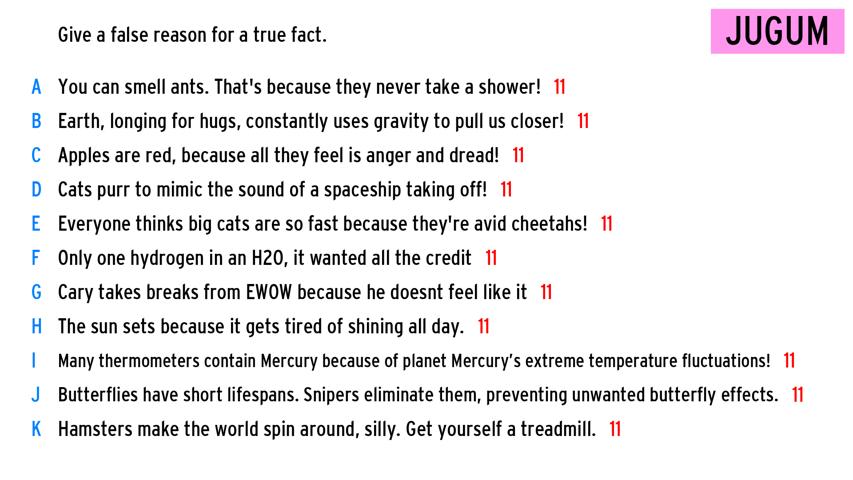 Give a false reason for a true fact.
JUGUM
A You can smell ants. That's because they never take a shower! 11
B Earth, longing for hugs, constantly uses gravity to pull us closer! 11
C Apples are red, because all they feel is anger and dread! 11
D Cats purr to mimic the sound of a spaceship taking off! 11
E Everyone thinks big cats are so fast because they're avid cheetahs! 11
F Only one hydrogen in an H2O, it wanted all the credit 11
G Cary takes breaks from EWOW because he doesnt feel like it 11
H The sun sets because it gets tired of shining all day. 11
I Many thermometers contain Mercury because of planet Mercury’s extreme temperature fluctuations! 11
J Butterflies have short lifespans. Snipers eliminate them, preventing unwanted butterfly effects. 11
K Hamsters make the world spin around, silly. Get yourself a treadmill. 11